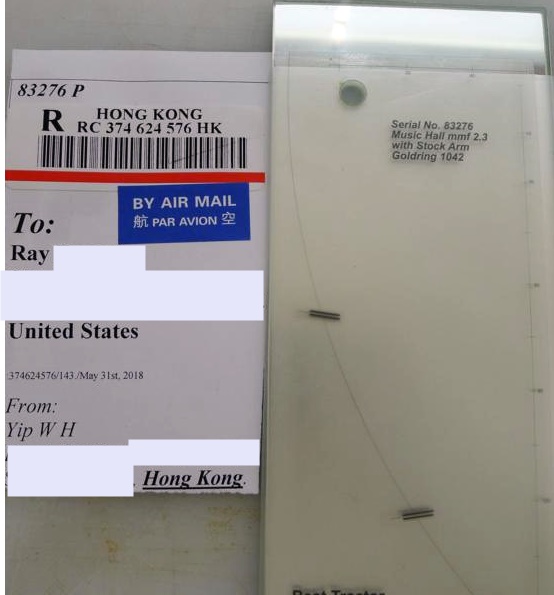 83276 P
R HONG KONG
RC 374 624 576 HK
BY AIR MAIL
航 PAR AVION 空
To:
Ray
United States
374624576/143./May 31st, 2018
From:
Yip W H
Hong Kong.
Serial No. 83276
Music Hall mmf 2.3
with Stock Arm
Goldring 1042